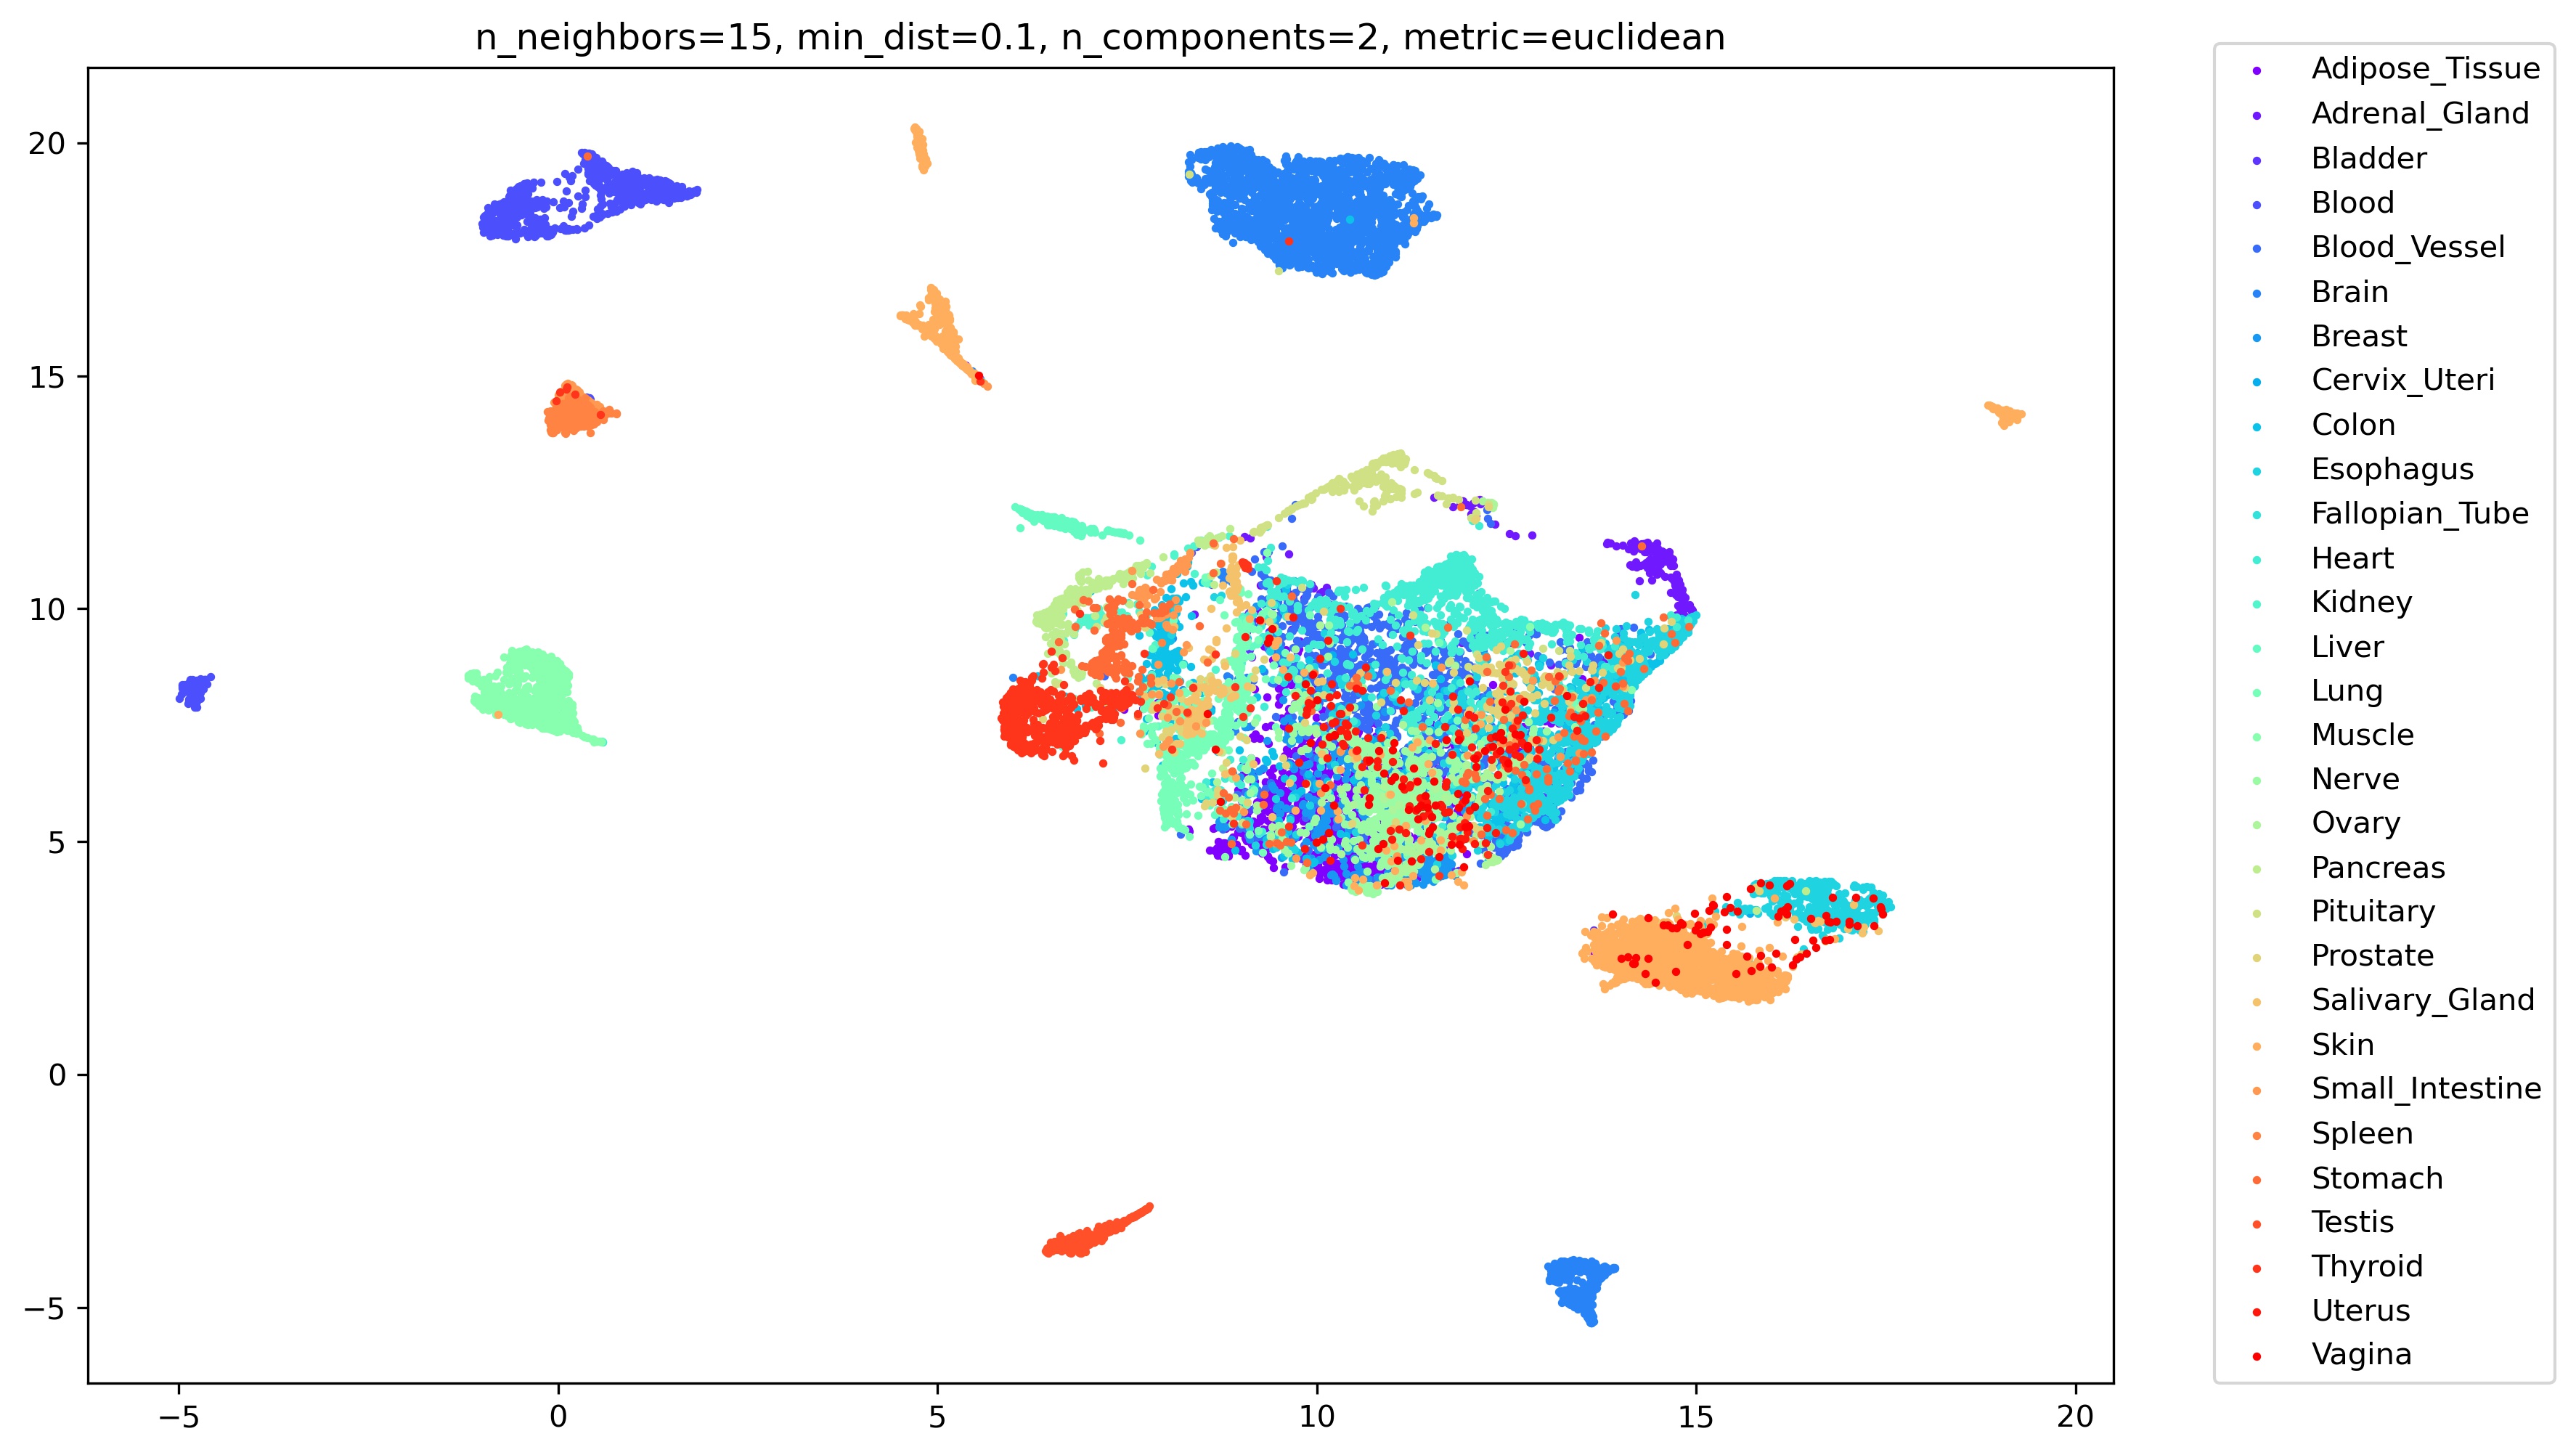 n_neighbors=15, min_dist=0.1, n_components=2, metric=euclidean
20
15
10
5
0
−5
−5
0
5
10
15
20
Adipose_Tissue
Adrenal_Gland
Bladder
Blood
Blood_Vessel
Brain
Breast
Cervix_Uteri
Colon
Esophagus
Fallopian_Tube
Heart
Kidney
Liver
Lung
Muscle
Nerve
Ovary
Pancreas
Pituitary
Prostate
Salivary_Gland
Skin
Small_Intestine
Spleen
Stomach
Testis
Thyroid
Uterus
Vagina